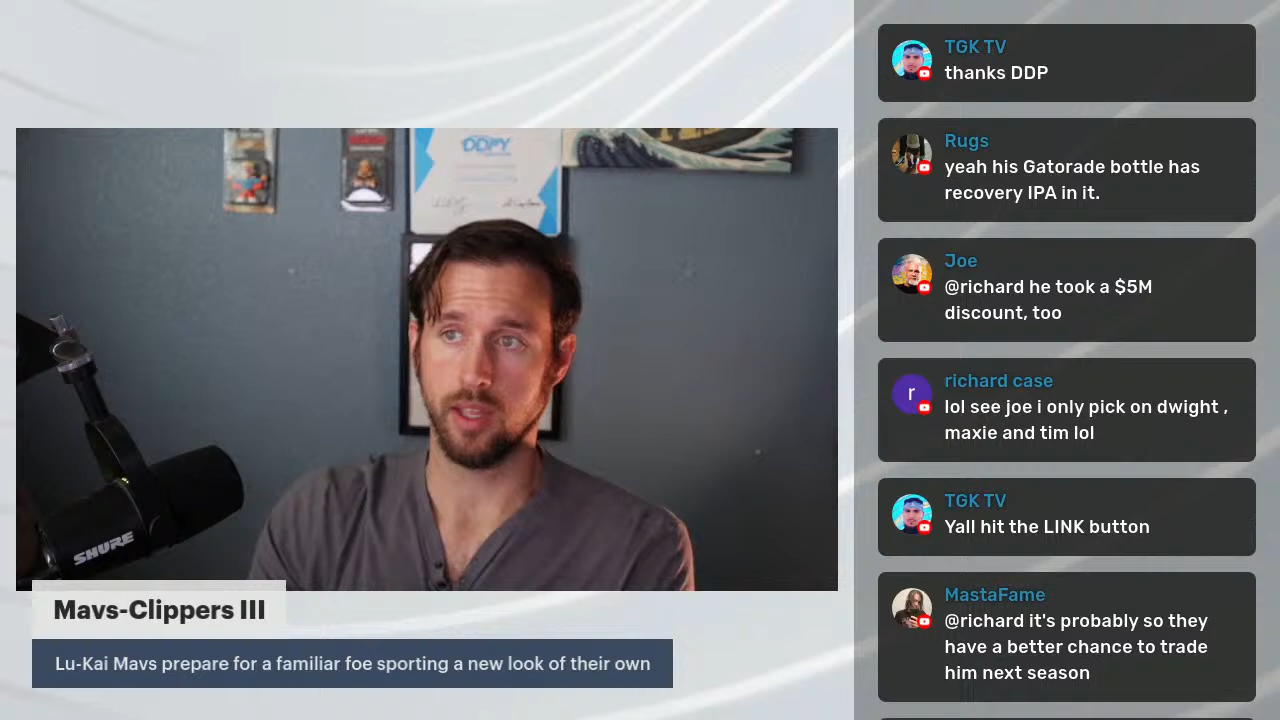 DDPY
SHURE
Mavs-Clippers III
Lu-Kai Mavs prepare for a familiar foe sporting a new look of their own
TGK TV
thanks DDP
Rugs
yeah his Gatorade bottle has
recovery IPA in it.
Joe
@richard he took a $5M
discount, too
r
richard case
lol see joe i only pick on dwight ,
maxie and tim lol
TGK TV
Yall hit the LINK button
MastaFame
@richard it's probably so they
have a better chance to trade
him next season